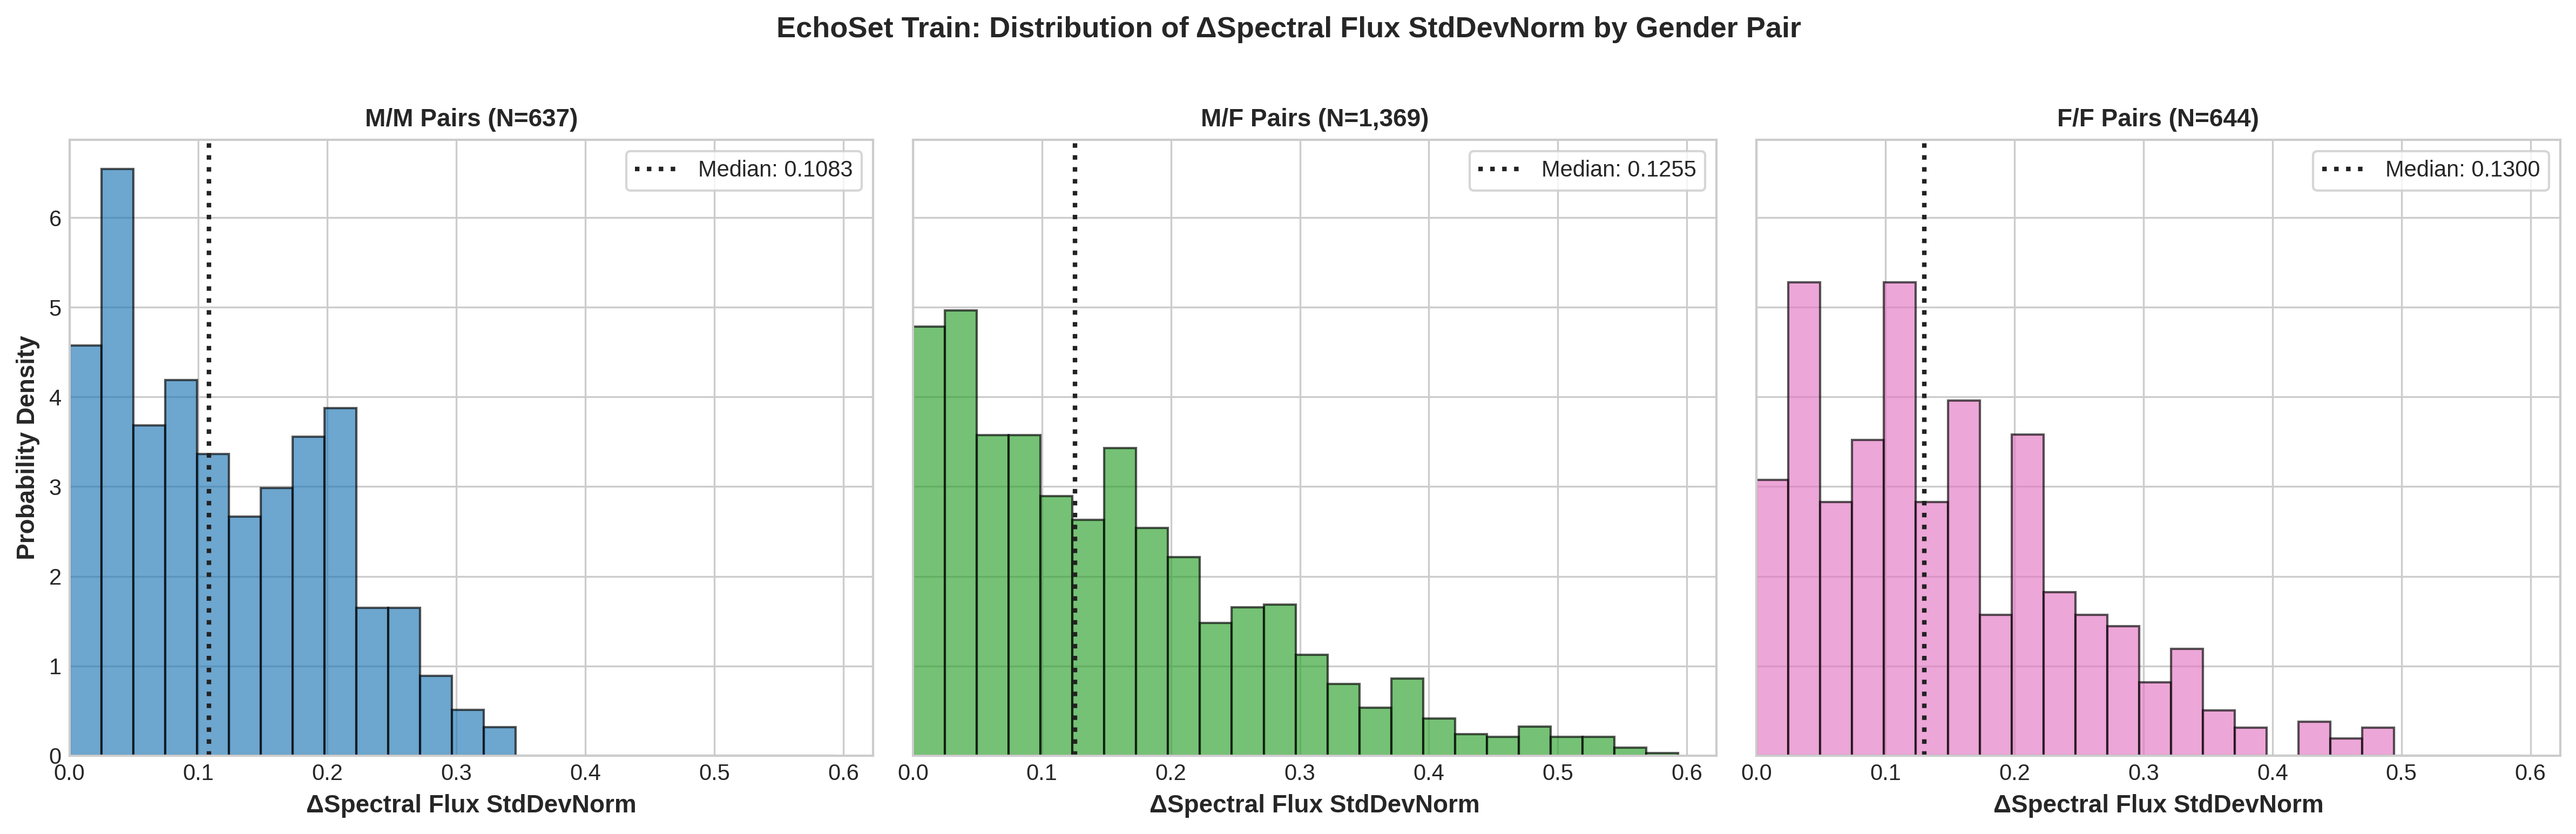 EchoSet Train: Distribution of ΔSpectral Flux StdDevNorm by Gender Pair
M/M Pairs (N=637)
Median: 0.1083
Probability Density
6
5
4
3
2
1
0
0.0 0.1 0.2 0.3 0.4 0.5 0.6
ΔSpectral Flux StdDevNorm
M/F Pairs (N=1,369)
Median: 0.1255
0.0 0.1 0.2 0.3 0.4 0.5 0.6
ΔSpectral Flux StdDevNorm
F/F Pairs (N=644)
Median: 0.1300
0.0 0.1 0.2 0.3 0.4 0.5 0.6
ΔSpectral Flux StdDevNorm